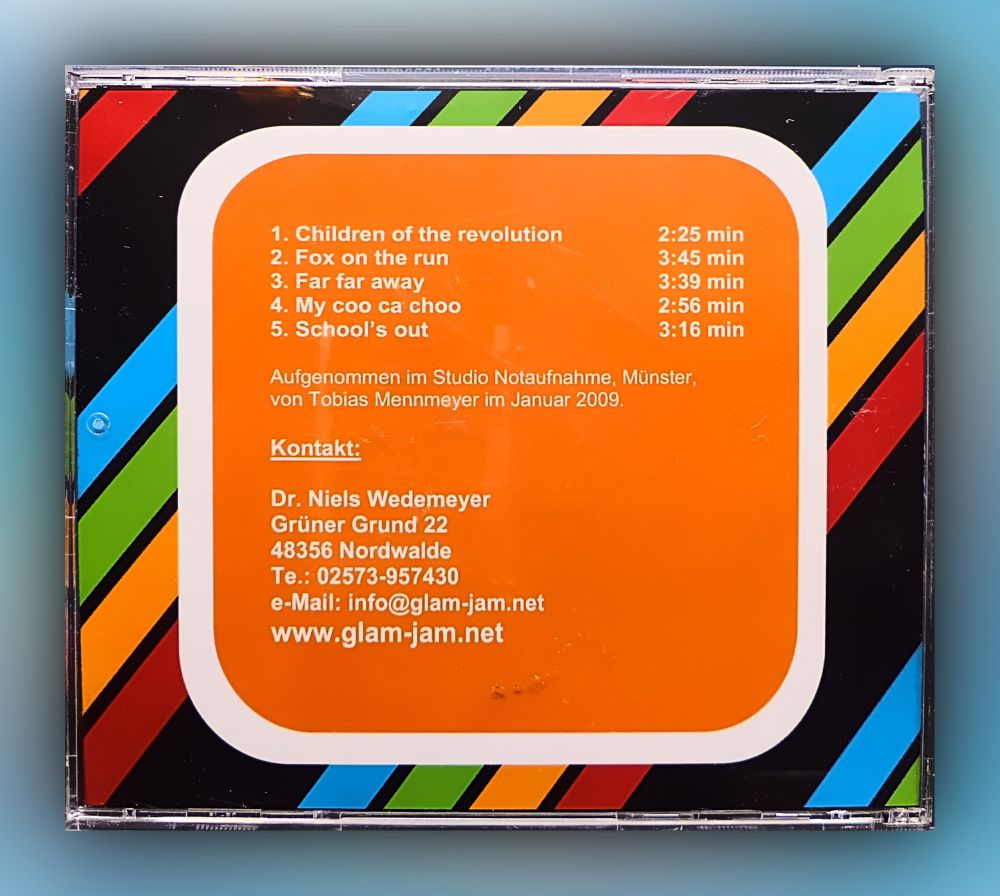 1. Children of the revolution 2:25 min
2. Fox on the run 3:45 min
3. Far far away 3:39 min
4. My coo ca choo 2:56 min
5. School's out 3:16 min
Aufgenommen im Studio Notaufnahme, Münster,
von Tobias Mennmeyer im Januar 2009.
Kontakt:
Dr. Niels Wedemeyer
Grüner Grund 22
48356 Nordwalde
Te.: 02573-957430
e-Mail: info@glam-jam.net
www.glam-jam.net